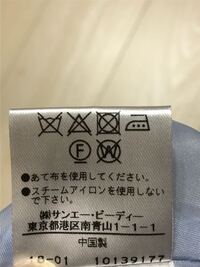 F W
●あて布を使用してください。
●スチームアイロンを使用しない
で下さい。
㈱サンエー・ビーディー
東京都港区南青山1-1-1
中国製
18-01 10139177